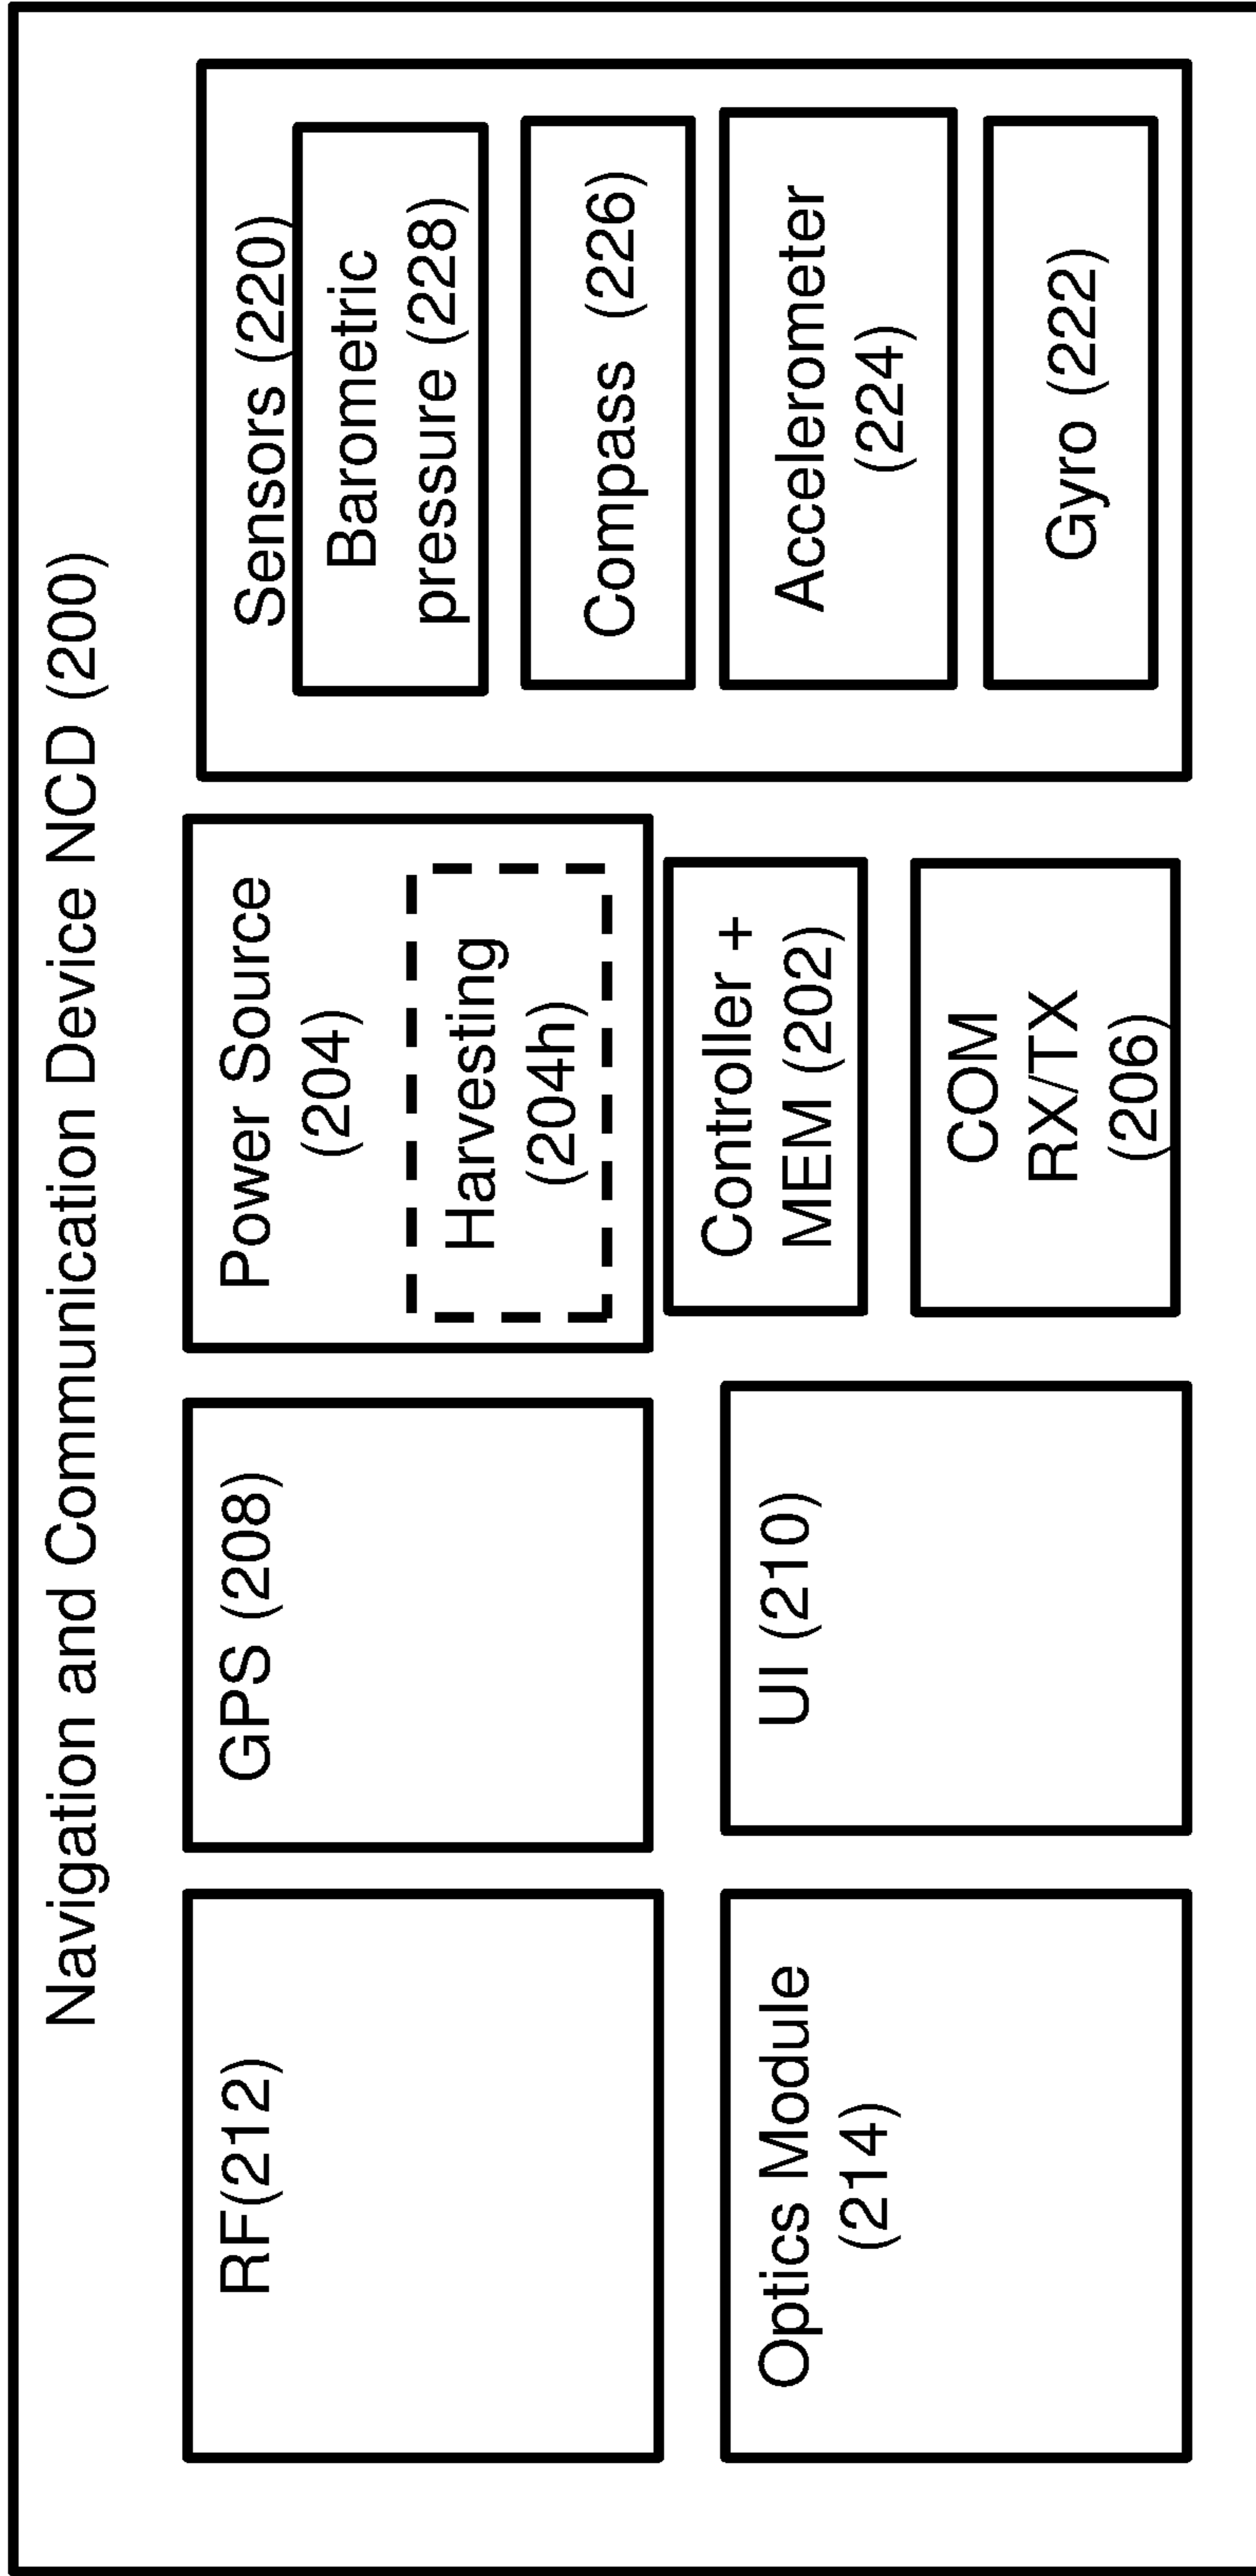 Navigation and Communication Device NCD (200)
RF(212)
GPS (208)
Power Source
(204)
Harvesting
(204h)
Sensors (220)
Barometric
pressure (228)
Compass (226)
Accelerometer
(224)
Gyro (222)
Controller +
MEM (202)
COM
RX/TX
(206)
Optics Module
(214)
UI (210)